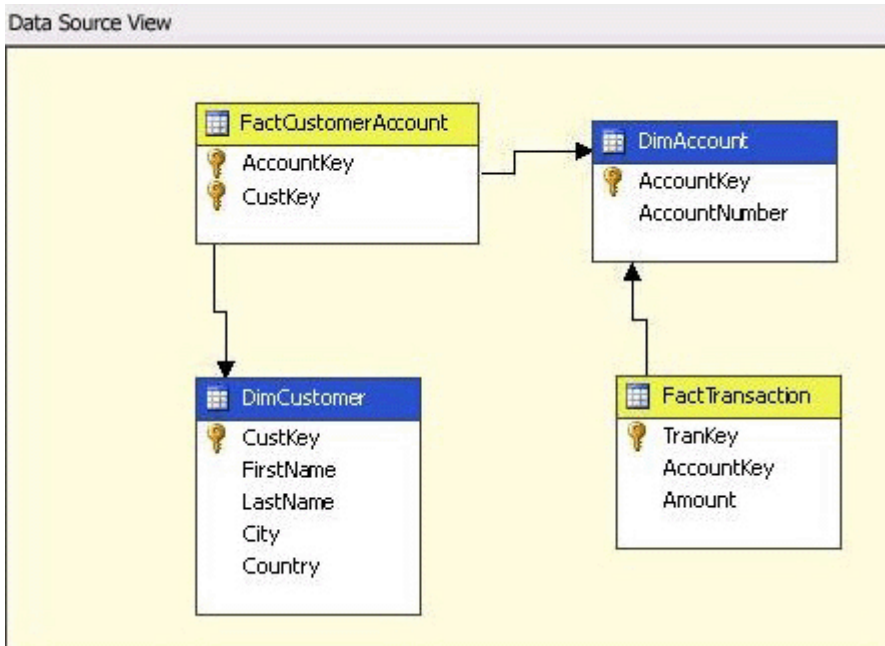 Data Source View
FactCustomerAccount
AccountKey
CustKey
DimAccount
AccountKey
AccountNumber
DimCustomer
CustKey
FirstName
LastName
City
Country
FactTransaction
TranKey
AccountKey
Amount